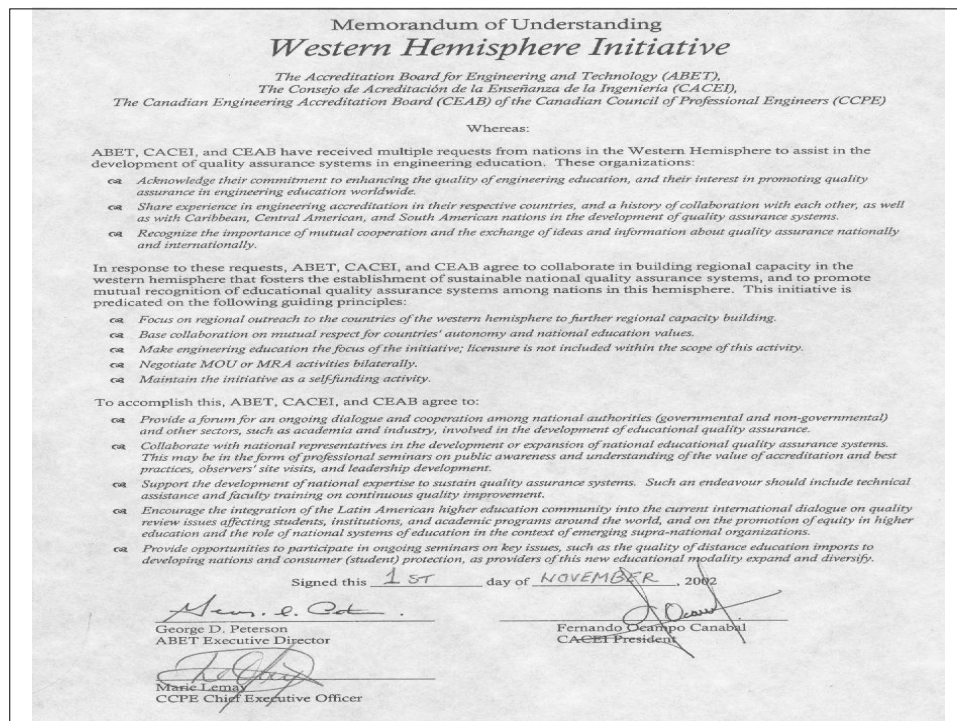 Memorandum of Understanding
Western Hemisphere Initiative
The Accreditation Board for Engineering and Technology (ABET),
The Consejo de Acreditación de la Enseñanza de la Ingeniería (CACEI),
The Canadian Engineering Accreditation Board (CEAB) of the Canadian Council of Professional Engineers (CCPE)
Whereas:
ABET, CACEI, and CEAB have received multiple requests from nations in the Western Hemisphere to assist in the
development of quality assurance systems in engineering education. These organizations:
Acknowledge their commitment to enhancing the quality of engineering education, and their interest in promoting quality
assurance in engineering education worldwide.
Share experience in engineering accreditation in their respective countries, and a history of collaboration with each other, as well
as with Caribbean, Central American, and South American nations in the development of quality assurance systems.
Recognize the importance of mutual cooperation and the exchange of ideas and information about quality assurance nationally
and internationally.
In response to these requests, ABET, CACEI, and CEAB agree to collaborate in building regional capacity in the
western hemisphere that fosters the establishment of sustainable national quality assurance systems, and to promote
mutual recognition of educational quality assurance systems among nations in this hemisphere. This initiative is
predicated on the following guiding principles:
Focus on regional outreach to the countries of the western hemisphere to further regional capacity building.
Base collaboration on mutual respect for countries' autonomy and national education values.
Make engineering education the focus of the initiative; licensure is not included within the scope of this activity.
Negotiate MOU or MRA activities bilaterally.
Maintain the initiative as a self-funding activity.
To accomplish this, ABET, CACEI, and CEAB agree to:
Provide a forum for an ongoing dialogue and cooperation among national authorities (governmental and non-governmental)
and other sectors, such as academia and industry, involved in the development of educational quality assurance.
Collaborate with national representatives in the development or expansion of national educational quality assurance systems.
This may be in the form of professional seminars on public awareness and understanding of the value of accreditation and best
practices, observers' site visits, and leadership development.
Support the development of national expertise to sustain quality assurance systems. Such an endeavour should include technical
assistance and faculty training on continuous quality improvement.
Encourage the integration of the Latin American higher education community into the current international dialogue on quality
review issues affecting students, institutions, and academic programs around the world, and on the promotion of equity in higher
education and the role of national systems of education in the context of emerging supra-national organizations.
Provide opportunities to participate in ongoing seminars on key issues, such as the quality of distance education imports to
developing nations and consumer (student) protection, as providers of this new educational modality expand and diversify.
Signed this 1 ST day of NOVEMBER, 2002
George D. Peterson
ABET Executive Director
Fernando Ocampo Canabal
CACEI President
Marie Lemay
CCPE Chief Executive Officer